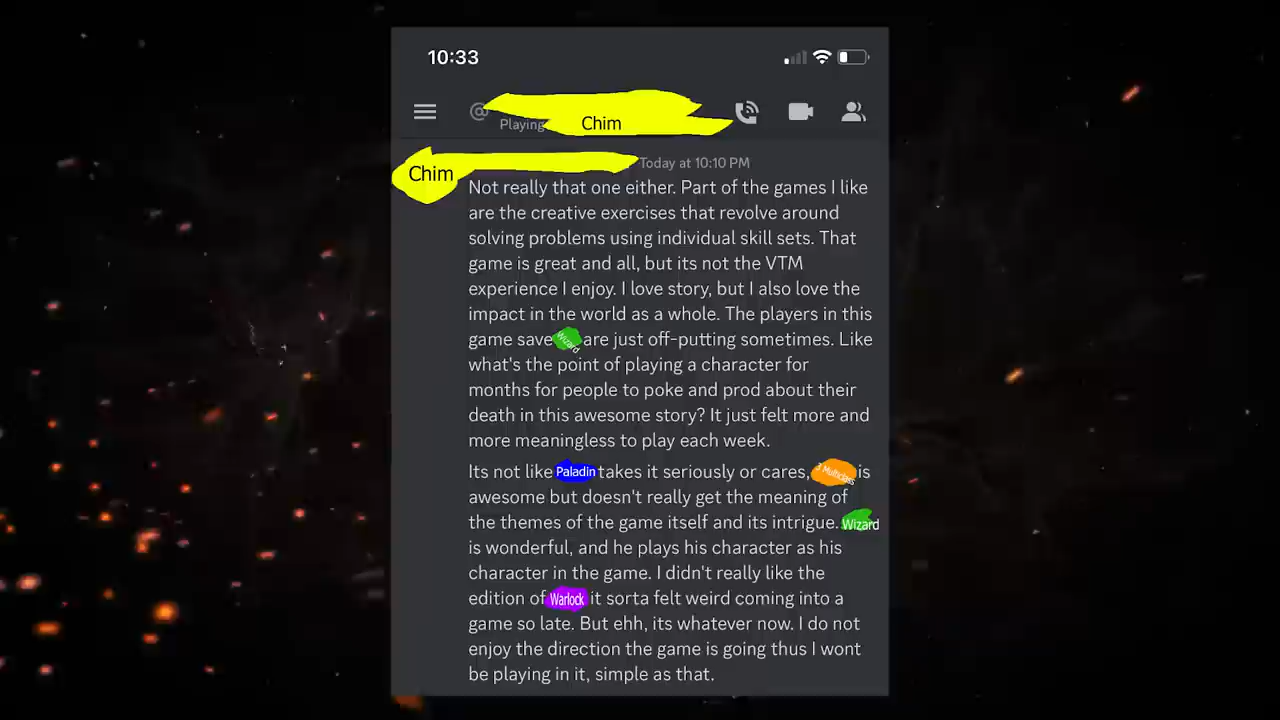 10:33
@
Playing
Chim
Chim
Today at 10:10 PM
Not really that one either. Part of the games I like
are the creative exercises that revolve around
solving problems using individual skill sets. That
game is great and all, but its not the VTM
experience I enjoy. I love story, but I also love the
impact in the world as a whole. The players in this
game save Wizard are just off-putting sometimes. Like
what's the point of playing a character for
months for people to poke and prod about their
death in this awesome story? It just felt more and
more meaningless to play each week.
Its not like Paladin takes it seriously or cares, 3 Multiclass is
awesome but doesn't really get the meaning of
the themes of the game itself and its intrigue. Wizard
is wonderful, and he plays his character as his
character in the game. I didn't really like the
edition of Warlock it sorta felt weird coming into a
game so late. But ehh, its whatever now. I do not
enjoy the direction the game is going thus I wont
be playing in it, simple as that.